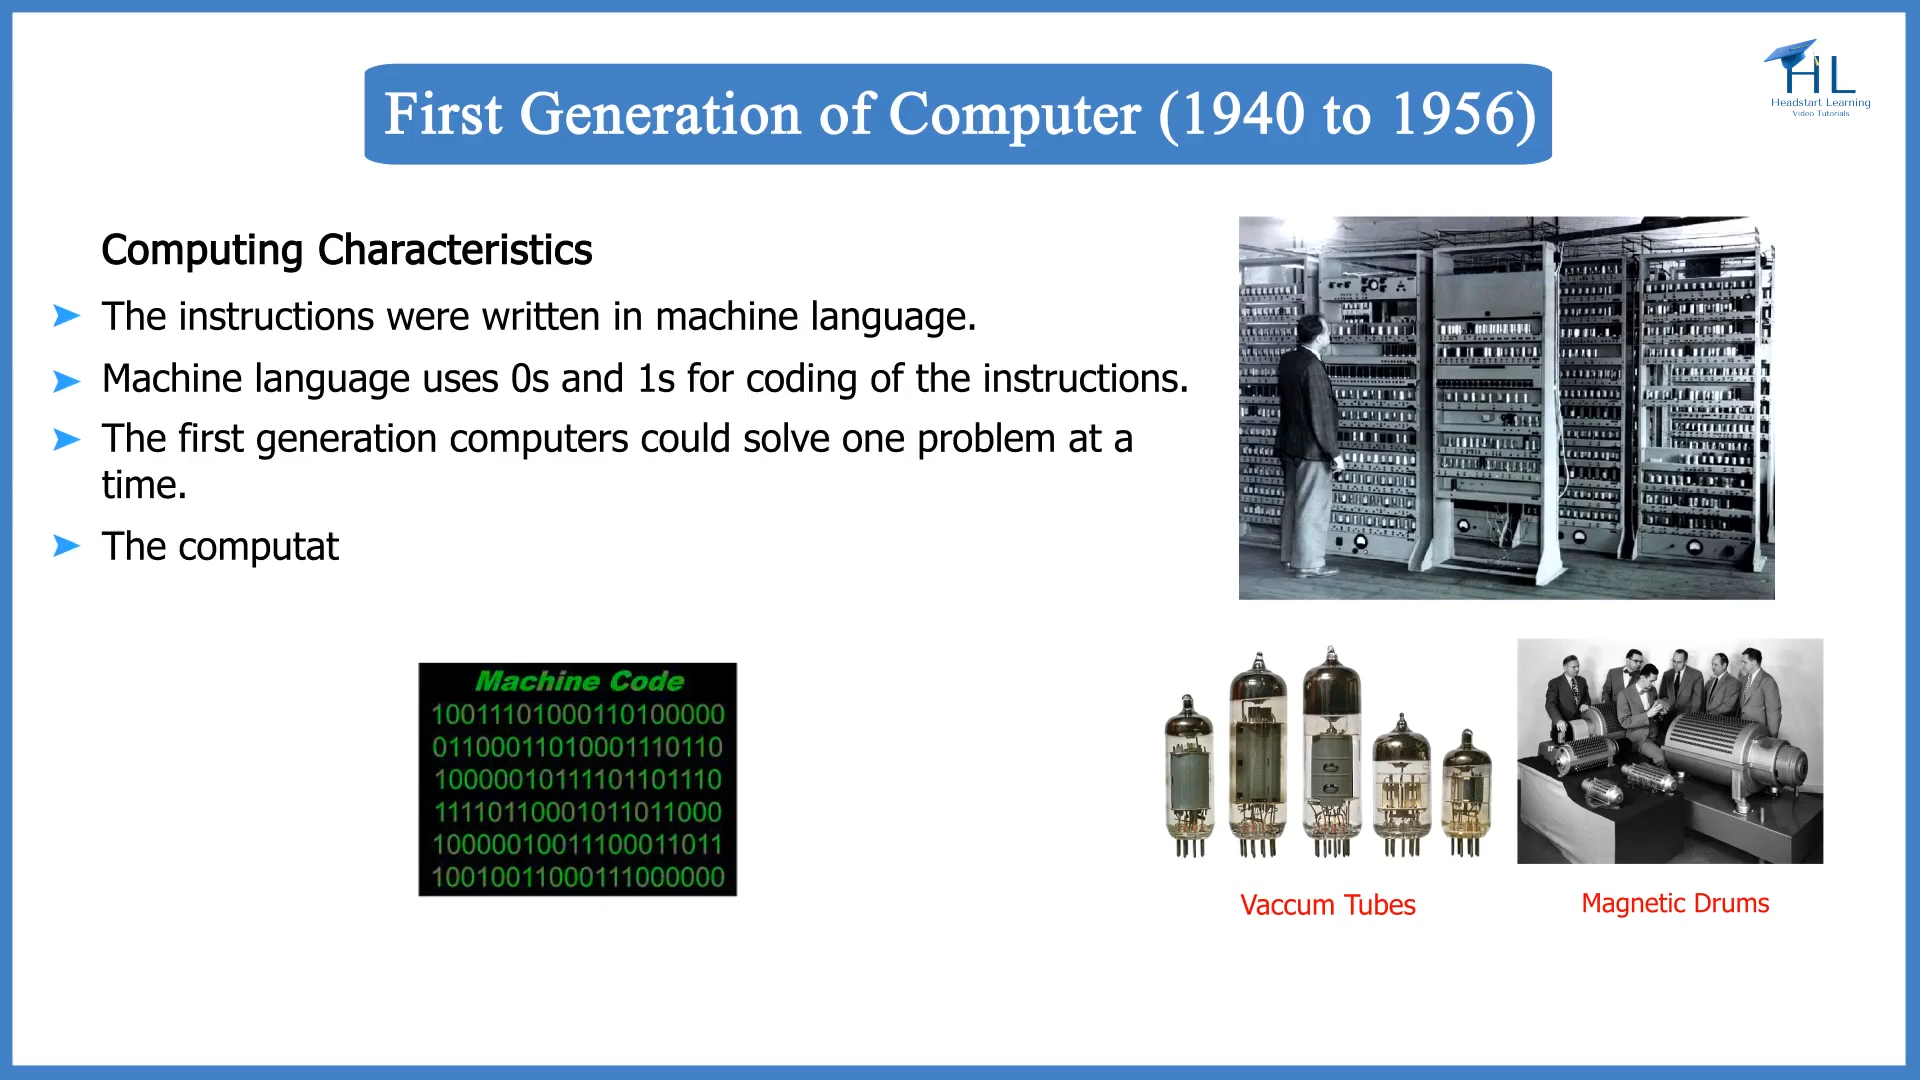 First Generation of Computer (1940 to 1956)
HL
Headstart Learning
Video Tutorials
Computing Characteristics
The instructions were written in machine language.
Machine language uses 0s and 1s for coding of the instructions.
The first generation computers could solve one problem at a
time.
The computat
Machine Code
1001110100011010000
01100011010001110110
10000010111101101110
11110110001011011000
10000010011100011011
1001001100011100000
Vaccum Tubes
Magnetic Drums